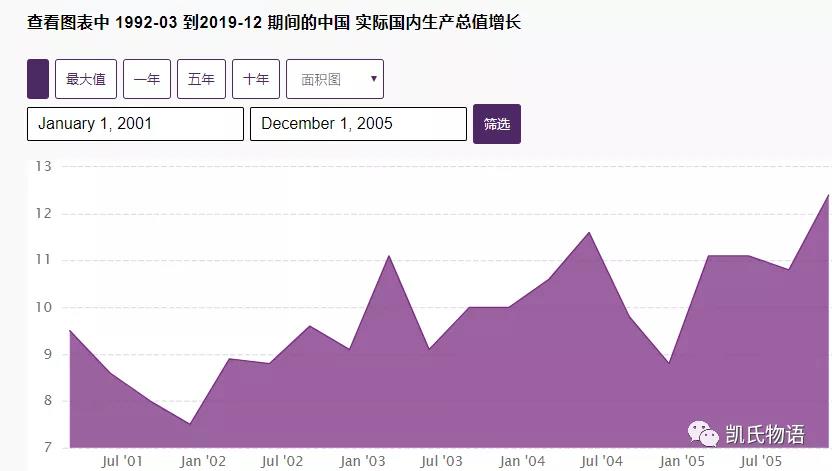 查看图表中 1992-03 到2019-12 期间的中国 实际国内生产总值增长
最大值 一年 五年 十年 面积图
January 1, 2001 December 1, 2005 筛选
13
12
11
10
9
8
7
Jul '01 Jan '02 Jul '02 Jan '03 Jul '03 Jan '04 Jul '04 Jan '05 Jul '05
凯氏物语